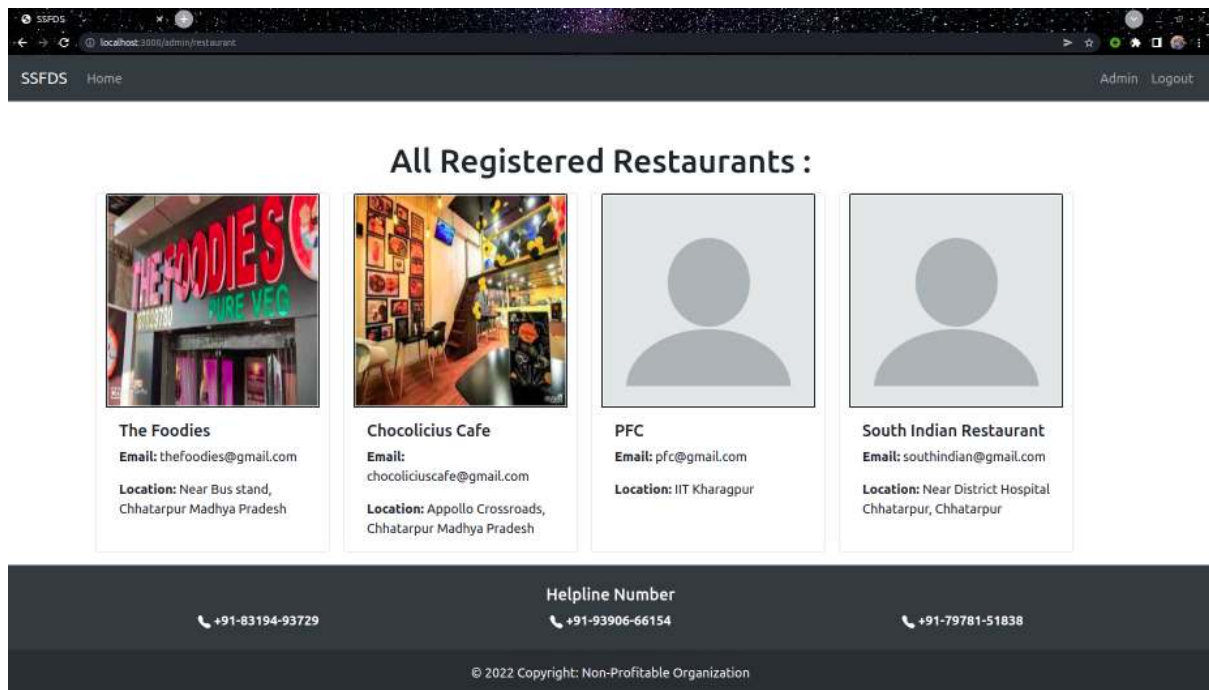 SSFDS
localhost:3000/admin/restaurant
SSFDS Home Admin Logout
All Registered Restaurants :
THE FOODIES
PURE VEG
The Foodies
Email: thefoodies@gmail.com
Location: Near Bus stand,
Chhatarpur Madhya Pradesh
Chocolicius Cafe
Email:
chocoliciuscafe@gmail.com
Location: Appollo Crossroads,
Chhatarpur Madhya Pradesh
PFC
Email: pfc@gmail.com
Location: IIT Kharagpur
South Indian Restaurant
Email: southindian@gmail.com
Location: Near District Hospital
Chhatarpur, Chhatarpur
Helpline Number
+91-83194-93729
+91-93906-66154
+91-79781-51838
© 2022 Copyright: Non-Profitable Organization